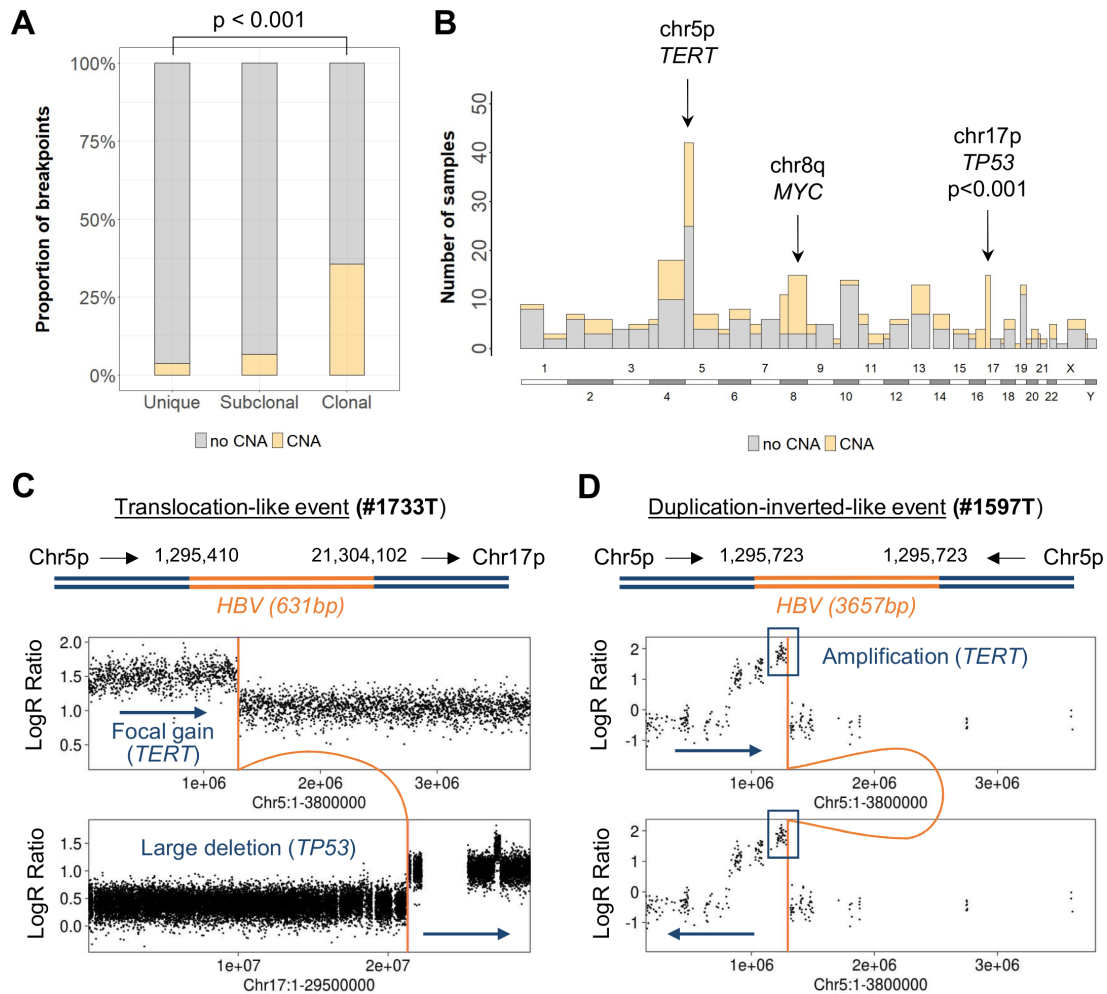 A
p < 0.001
Proportion of breakpoints
100%
75%
50%
25%
0%
Unique
Subclonal
Clonal
no CNA
CNA
B
chr5p
TERT
chr8q
MYC
chr17p
TP53
p<0.001
Number of samples
50
40
30
20
10
0
1 3 5 7 9 11 13 15 17 19 21 X
2 4 6 8 10 12 14 16 18 20 22 Y
no CNA
CNA
C
Translocation-like event (#1733T)
Chr5p
1,295,410
21,304,102
Chr17p
HBV (631bp)
LogR Ratio
2.0
1.5
1.0
0.5
Focal gain
(TERT)
1e+06
2e+06
3e+06
Chr5:1-3800000
LogR Ratio
1.5
1.0
0.5
0.0
Large deletion (TP53)
1e+07
2e+07
Chr17:1-29500000
D
Duplication-inverted-like event (#1597T)
Chr5p
1,295,723
1,295,723
Chr5p
HBV (3657bp)
LogR Ratio
2
1
0
-1
Amplification (TERT)
1e+06
2e+06
3e+06
Chr5:1-3800000
LogR Ratio
2
1
0
-1
1e+06
2e+06
3e+06
Chr5:1-3800000